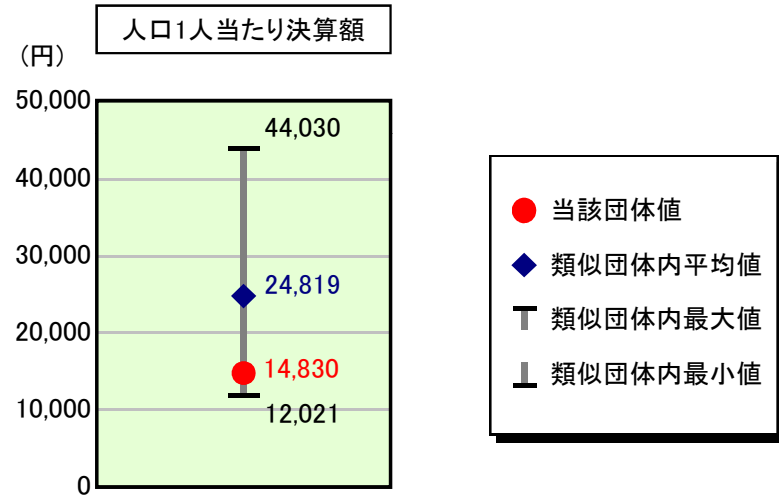 人口1人当たり決算額
（円）
50,000
40,000
30,000
20,000
10,000
0
44,030
24,819
14,830
12,021
当該団体値
類似団体内平均値
類似団体内最大値
類似団体内最小値